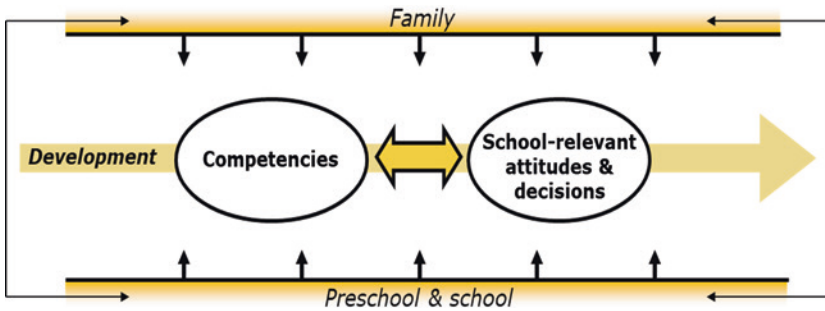 Family
Development
Competencies
School-relevant
attitudes &
decisions
Preschool & school